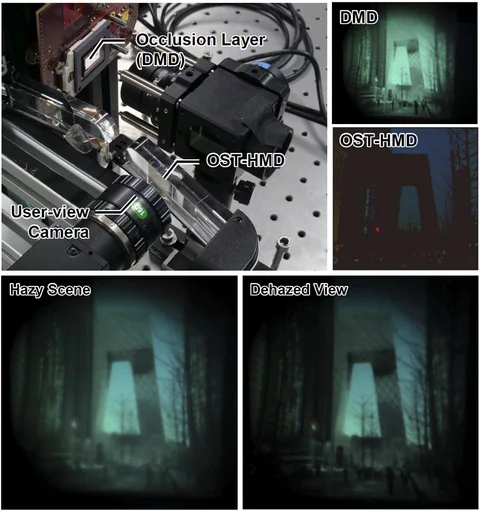 Occlusion Layer
(DMD)
OST-HMD
User-view
Camera
DMD
OST-HMD
Hazy Scene
Dehazed View